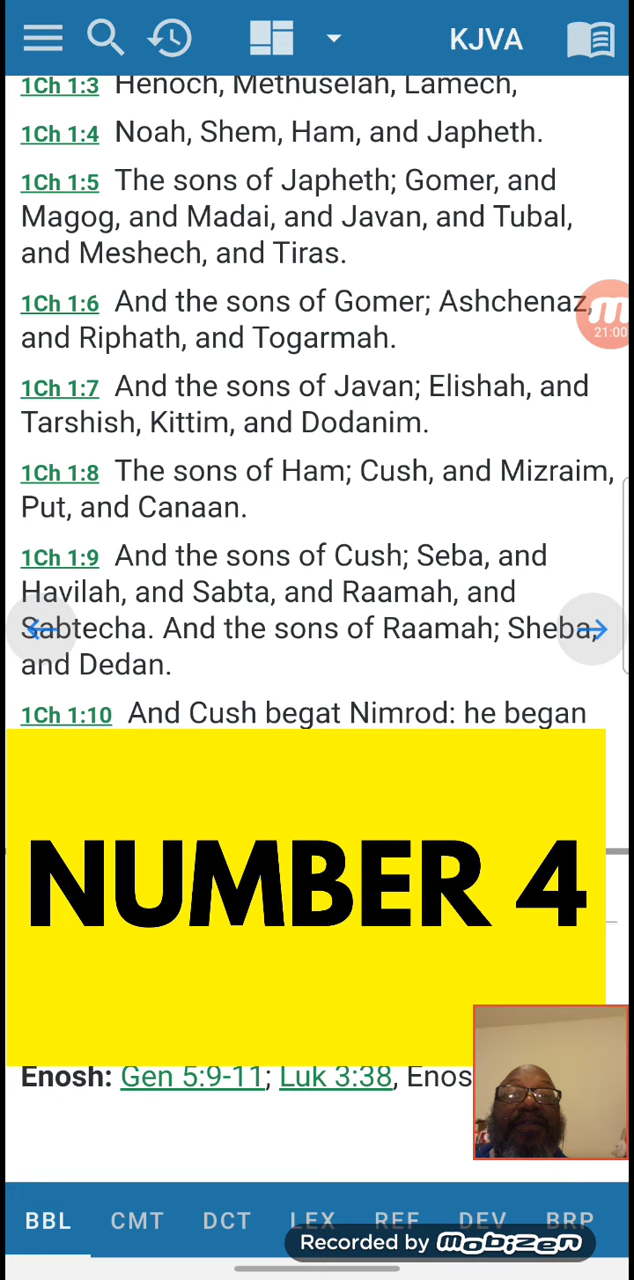 KJVA
1Ch 1:3 Henoch, Methuselah, Lamech,
1Ch 1:4 Noah, Shem, Ham, and Japheth.
1Ch 1:5 The sons of Japheth; Gomer, and
Magog, and Madai, and Javan, and Tubal,
and Meshech, and Tiras.
1Ch 1:6 And the sons of Gomer; Ashchenaz,
and Riphath, and Togarmah.
21:00
1Ch 1:7 And the sons of Javan; Elishah, and
Tarshish, Kittim, and Dodanim.
1Ch 1:8 The sons of Ham; Cush, and Mizraim,
Put, and Canaan.
1Ch 1:9 And the sons of Cush; Seba, and
Havilah, and Sabta, and Raamah, and
Sabtecha. And the sons of Raamah; Sheba,
and Dedan.
1Ch 1:10 And Cush begat Nimrod: he began
NUMBER 4
Enosh: Gen 5:9-11; Luk 3:38, Enos
BBL CMT DCT LEX REF DEV BRP
Recorded by mobizen